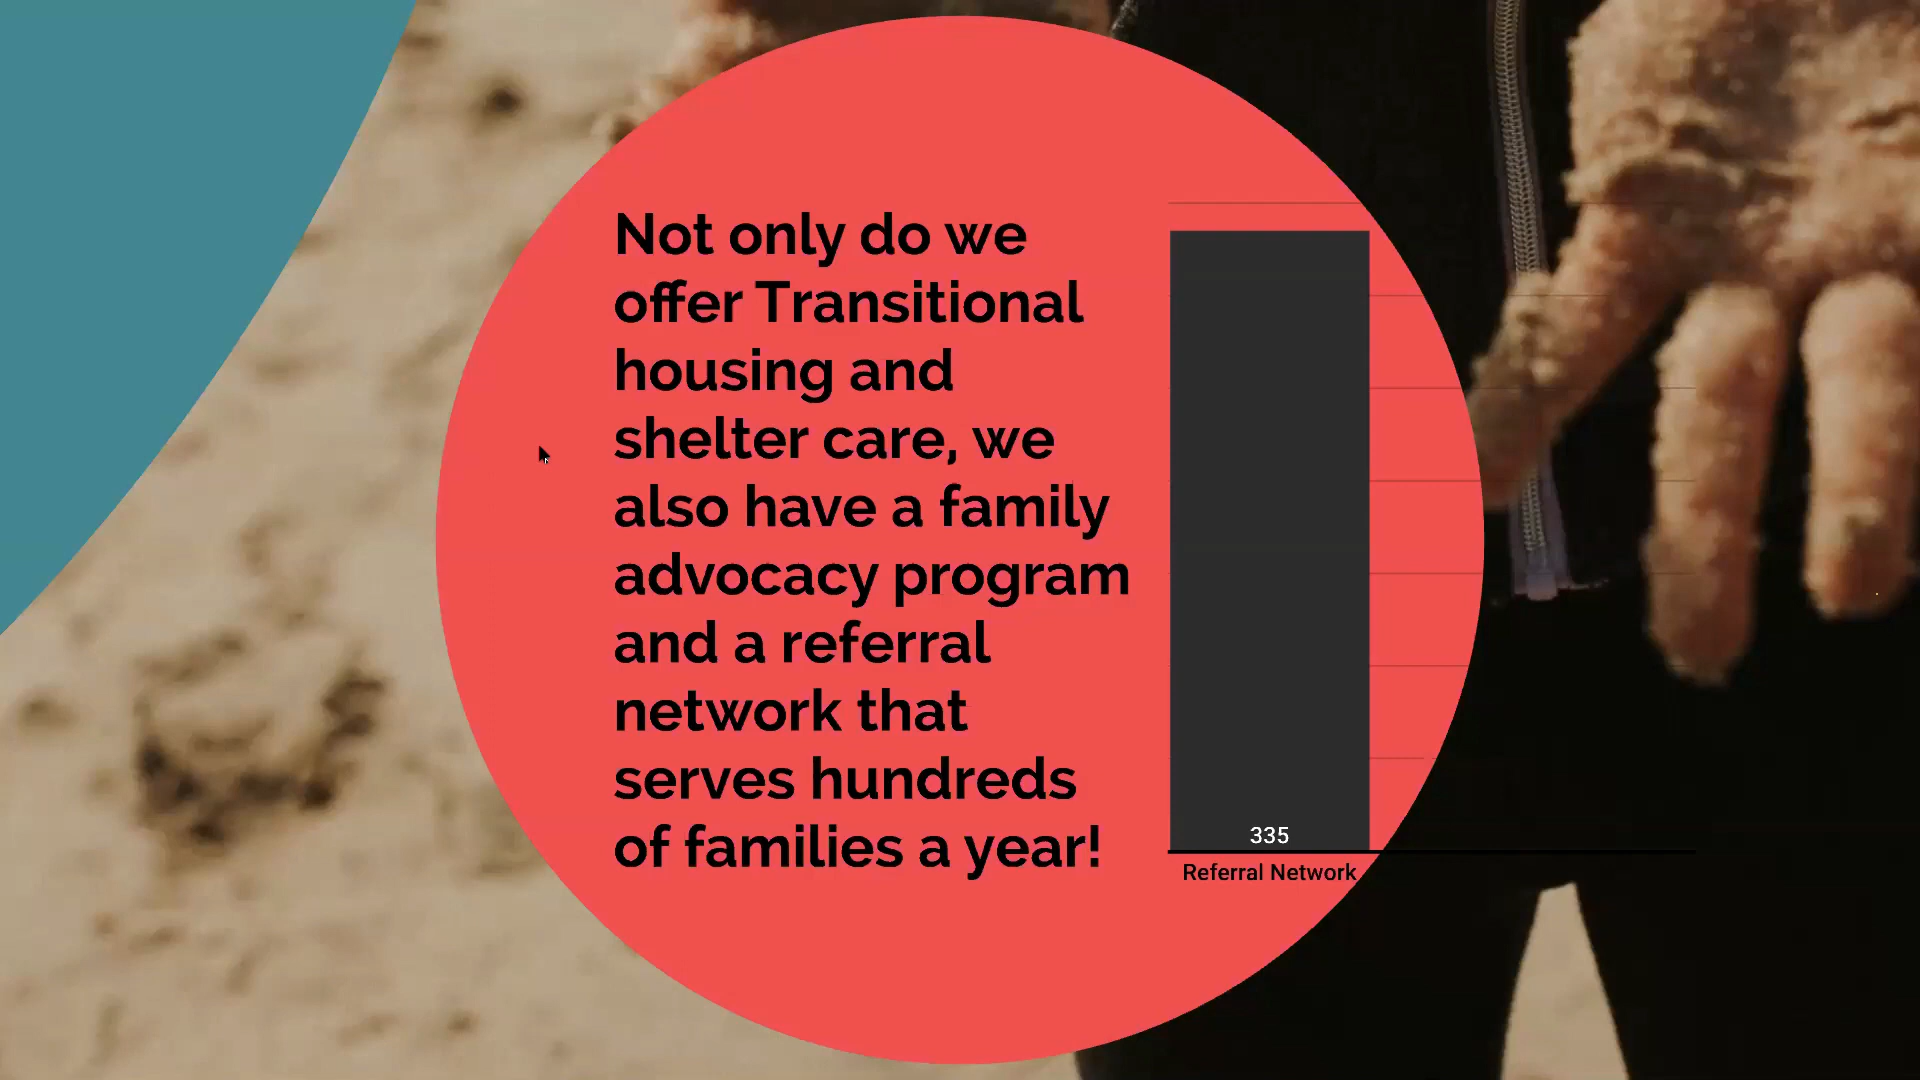 Not only do we
offer Transitional
housing and
shelter care, we
also have a family
advocacy program
and a referral
network that
serves hundreds
of families a year!
335
Referral Network